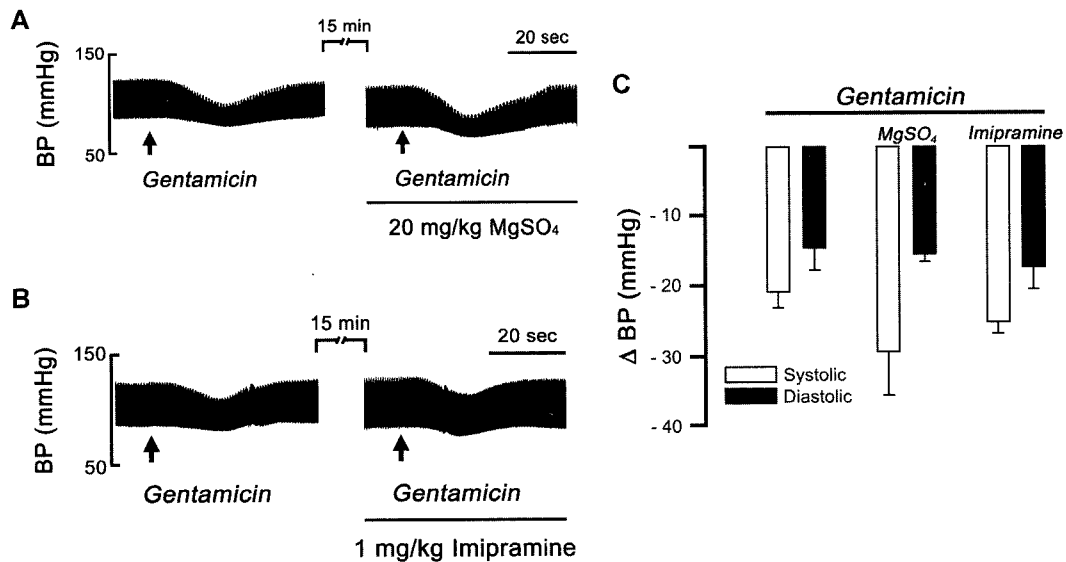 A
15 min
20 sec
150
BP (mmHg)
50
Gentamicin
Gentamicin
20 mg/kg MgSO₄
B
15 min
20 sec
150
BP (mmHg)
50
Gentamicin
Gentamicin
1 mg/kg Imipramine
C
Gentamicin
MgSO₄
Imipramine
Δ BP (mmHg)
- 10
- 20
- 30
- 40
Systolic
Diastolic